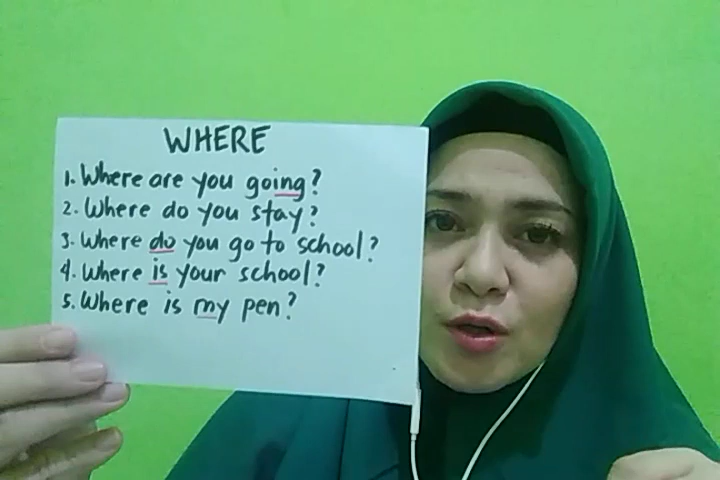 WHERE
1. Where are you going?
2. Where do you stay?
3. Where do you go to school?
4. Where is your school?
5. Where is my pen?